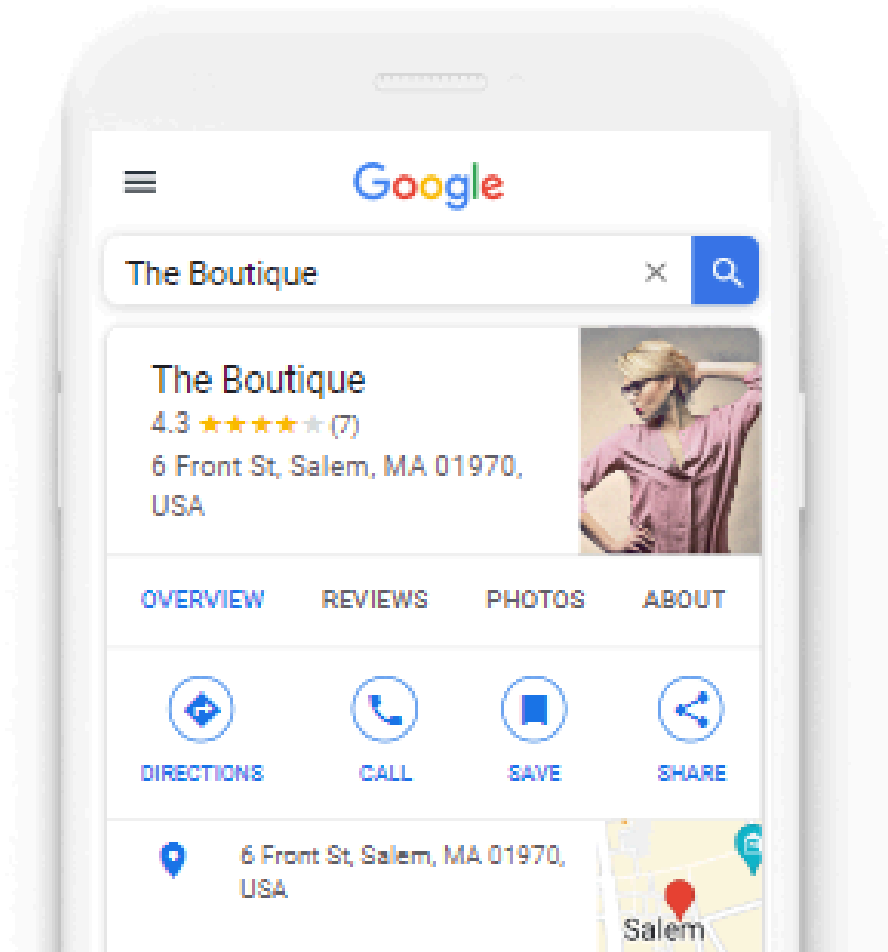 Google
The Boutique
The Boutique
4.3 ★★★★★ (7)
6 Front St, Salem, MA 01970,
USA
OVERVIEW REVIEWS PHOTOS ABOUT
DIRECTIONS CALL SAVE SHARE
6 Front St, Salem, MA 01970,
USA
Salem